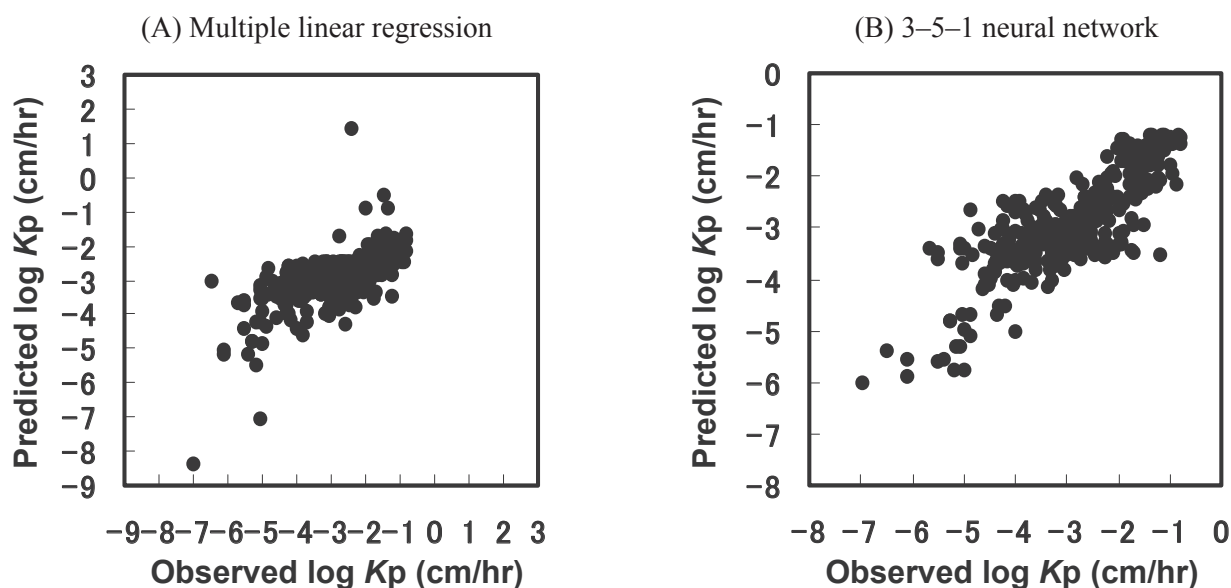 (A) Multiple linear regression
3
2
1
0
−1
−2
−3
−4
−5
−6
−7
−8
−9
Predicted log Kp (cm/hr)
−9−8−7−6−5−4−3−2−1 0 1 2 3
Observed log Kp (cm/hr)
(B) 3–5–1 neural network
0
−1
−2
−3
−4
−5
−6
−7
−8
Predicted log Kp (cm/hr)
−8 −7 −6 −5 −4 −3 −2 −1 0
Observed log Kp (cm/hr)